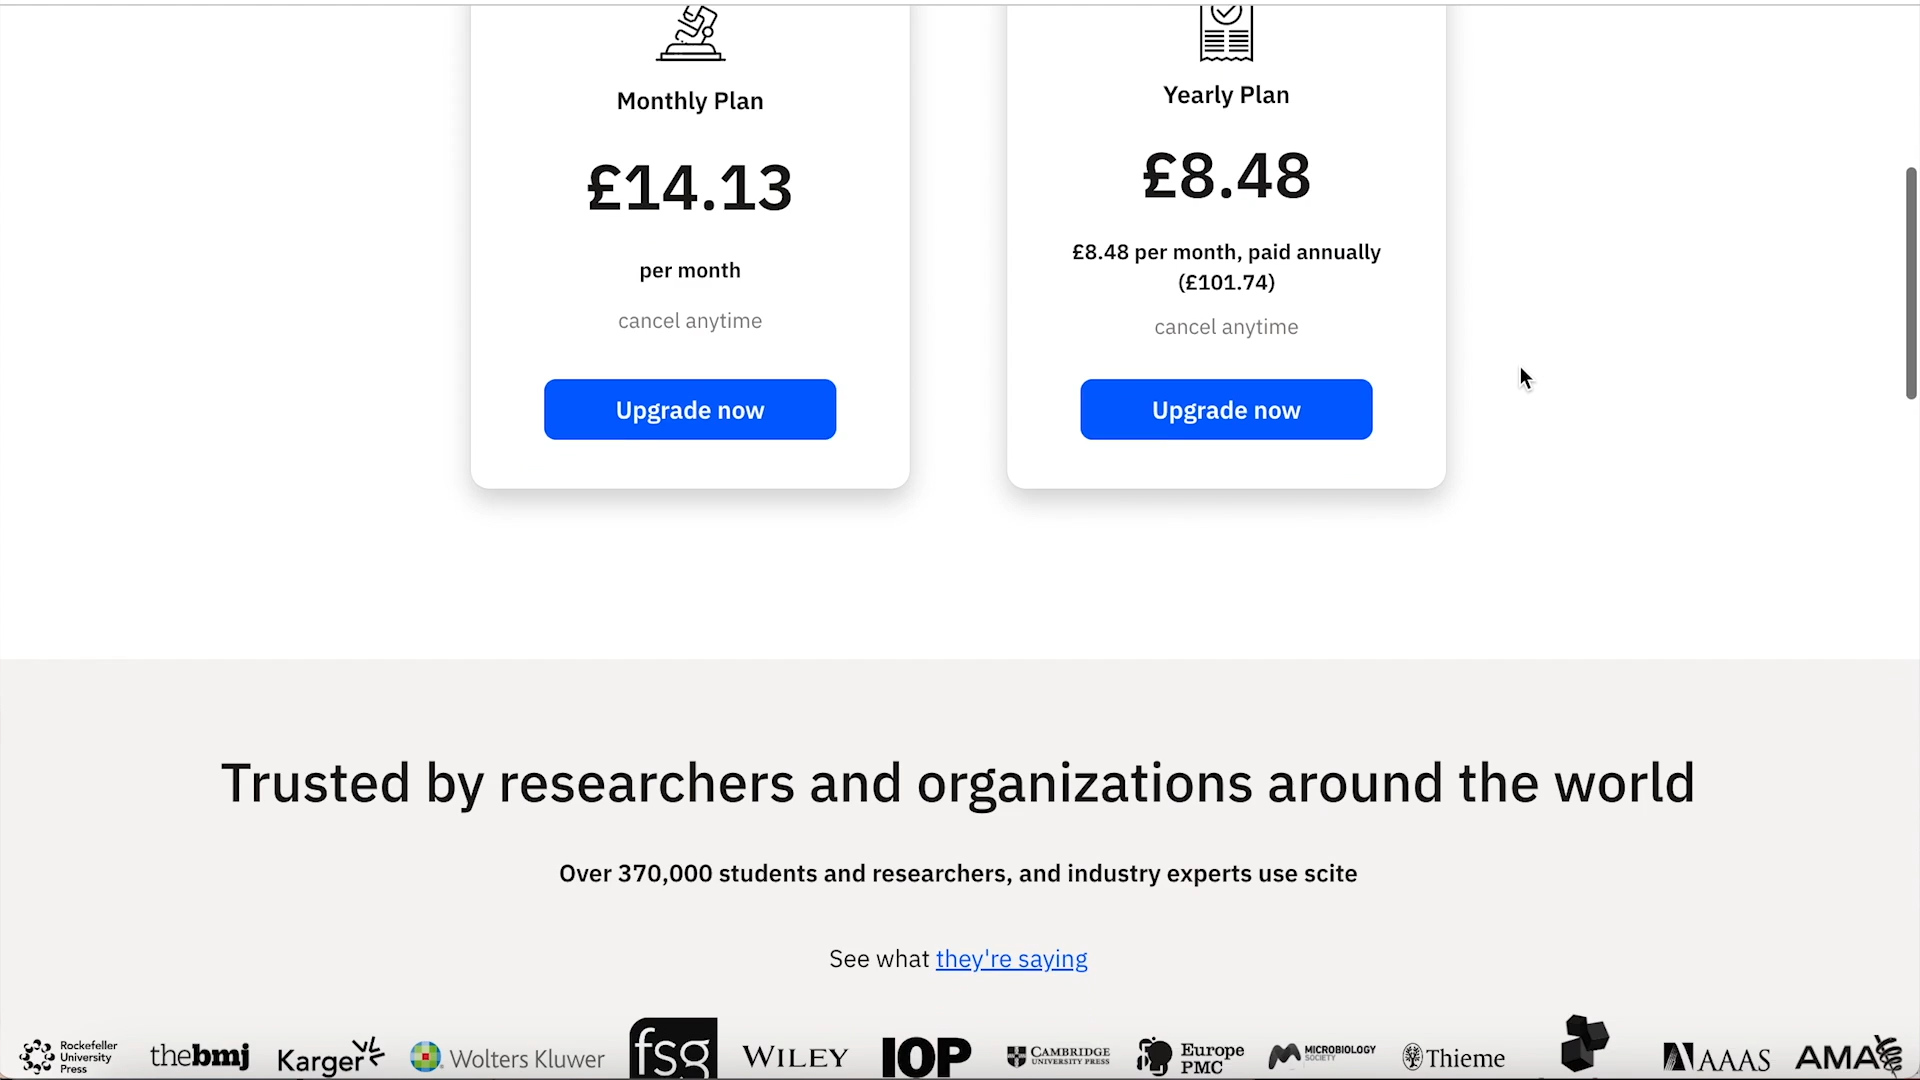 Monthly Plan
£14.13
per month
cancel anytime
Upgrade now
Yearly Plan
£8.48
£8.48 per month, paid annually
(£101.74)
cancel anytime
Upgrade now
Trusted by researchers and organizations around the world
Over 370,000 students and researchers, and industry experts use scite
See what they're saying
Rockefeller
University
Press
thebmj
Karger
Wolters Kluwer
fsg
WILEY
IOP
CAMBRIDGE
UNIVERSITY PRESS
Europe
PMC
MICROBIOLOGY
SOCIETY
Thieme
AAAS
AMA